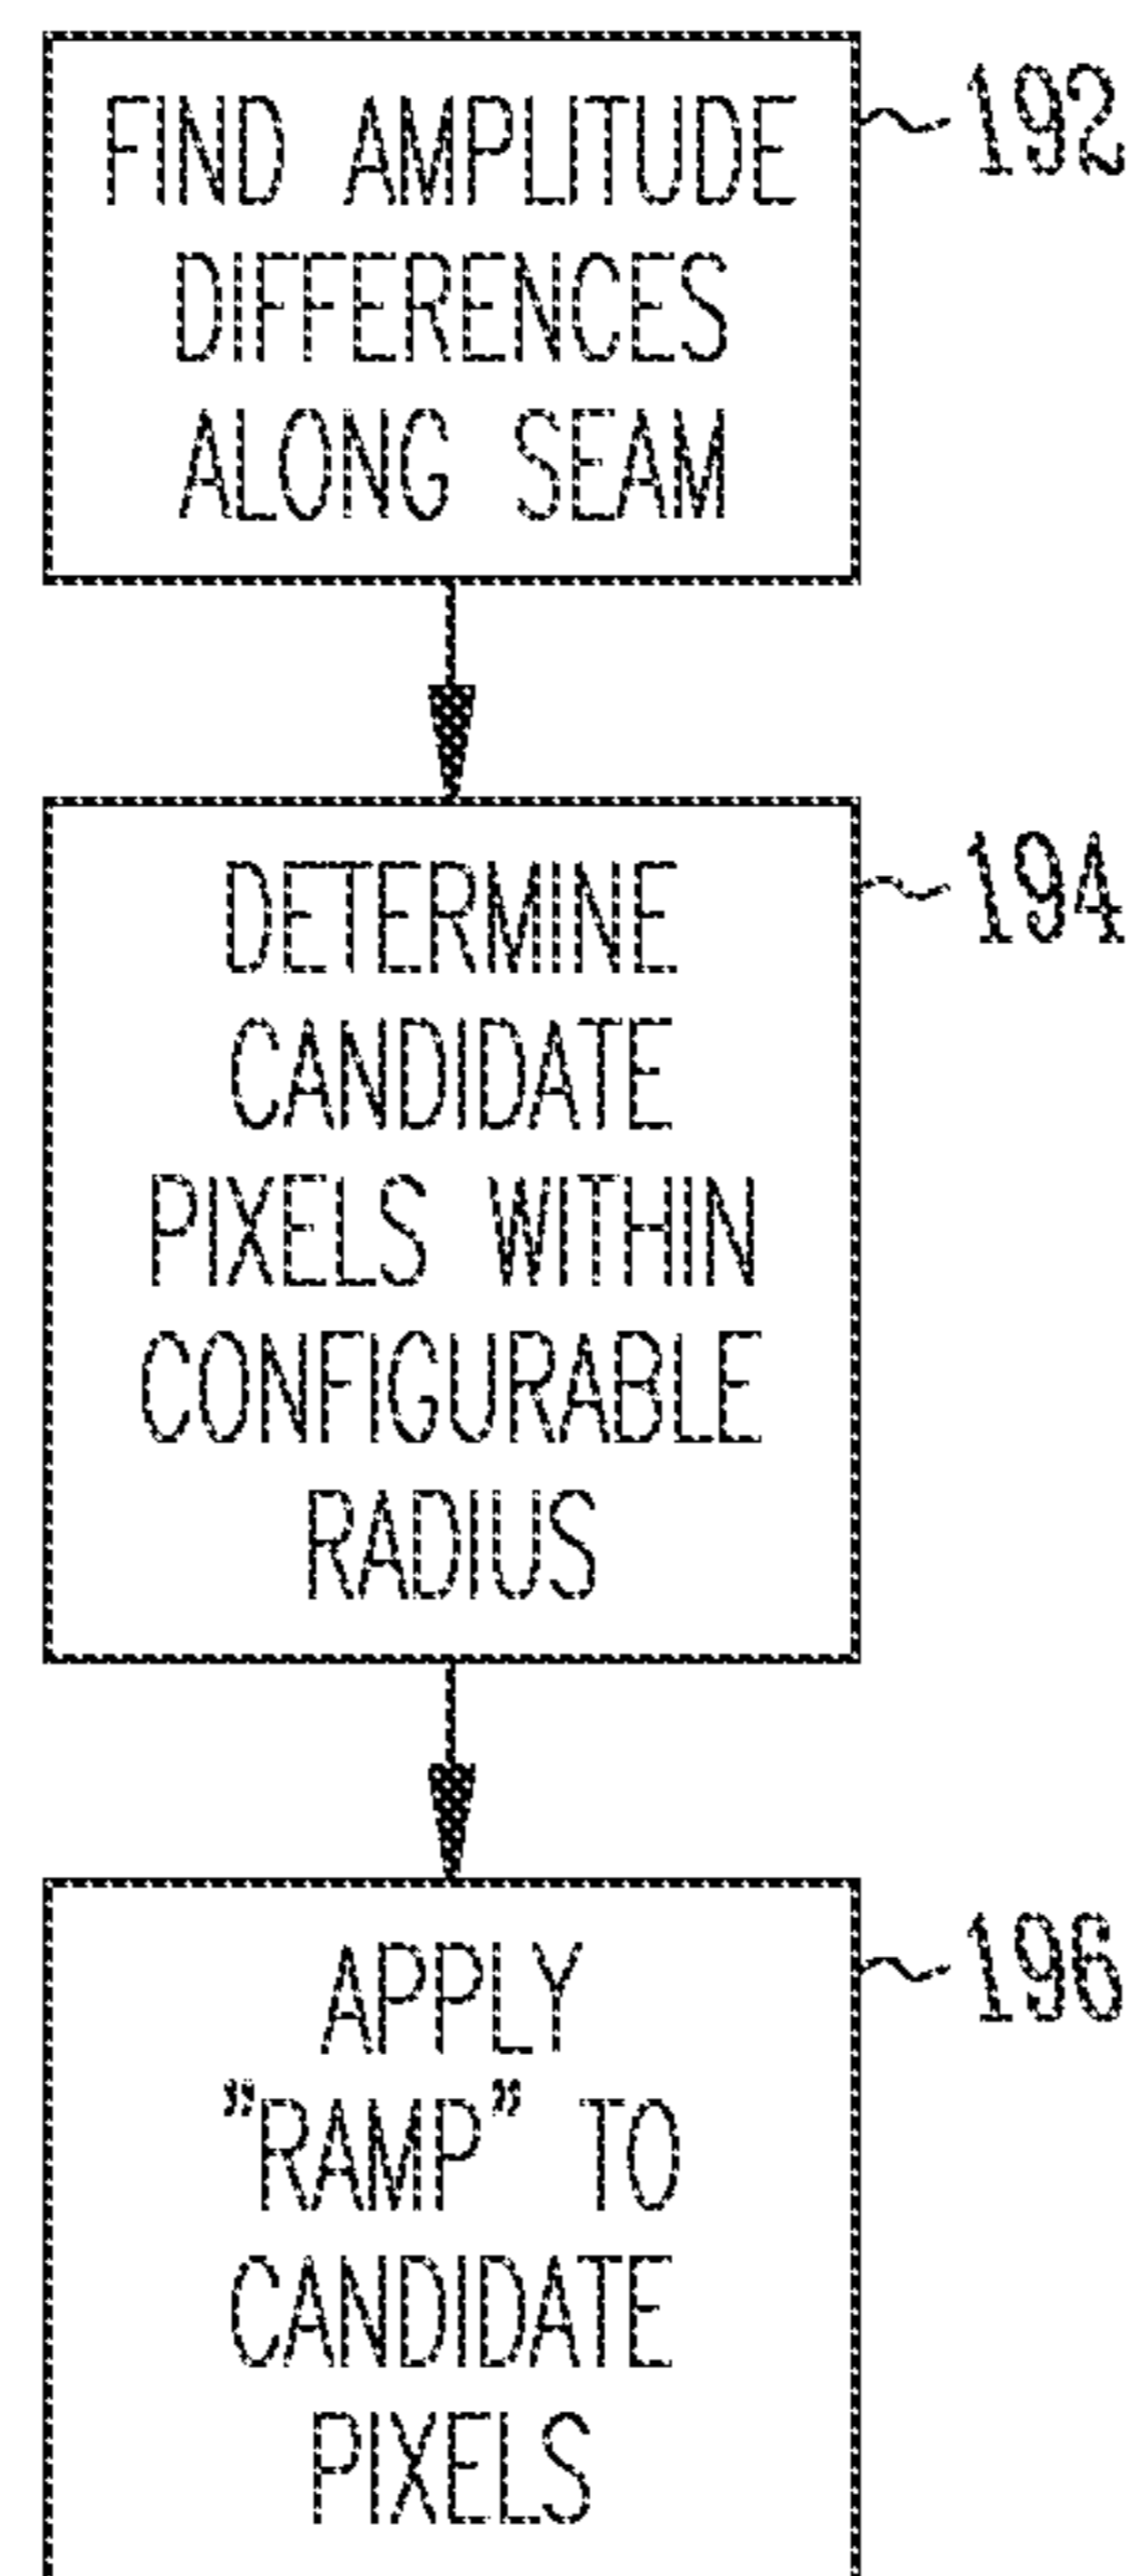 FIND AMPLITUDE
DIFFERENCES
ALONG SEAM
192
DETERMINE
CANDIDATE
PIXELS WITHIN
CONFIGURABLE
RADIUS
194
APPLY
”RAMP” TO
CANDIDATE
PIXELS
196